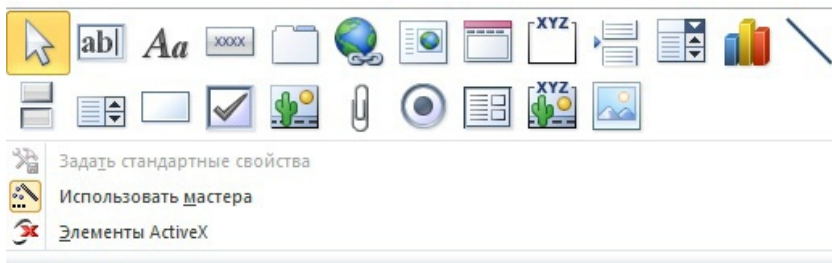 ab Aa XXXX XYZ
XYZ
Задать стандартные свойства
Использовать мастера
Элементы ActiveX